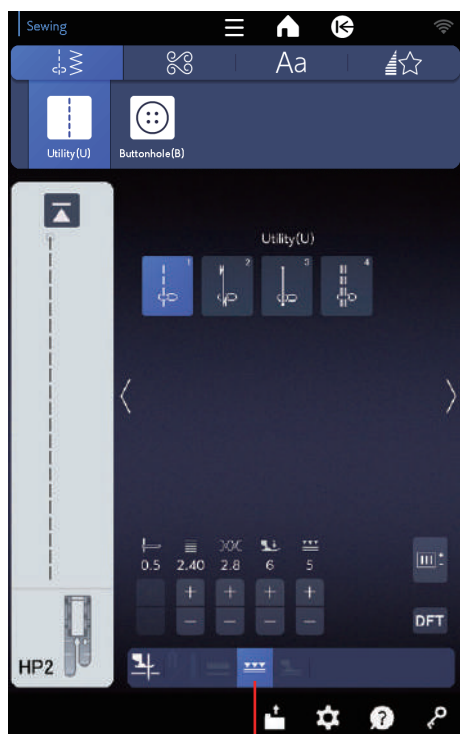 Sewing
Aa
Utility(U)
Buttonhole(B)
Utility(U)
1
2
3
4
0.5 2.40 2.8 6 5
+ + + +
− − − −
DFT
HP2
?